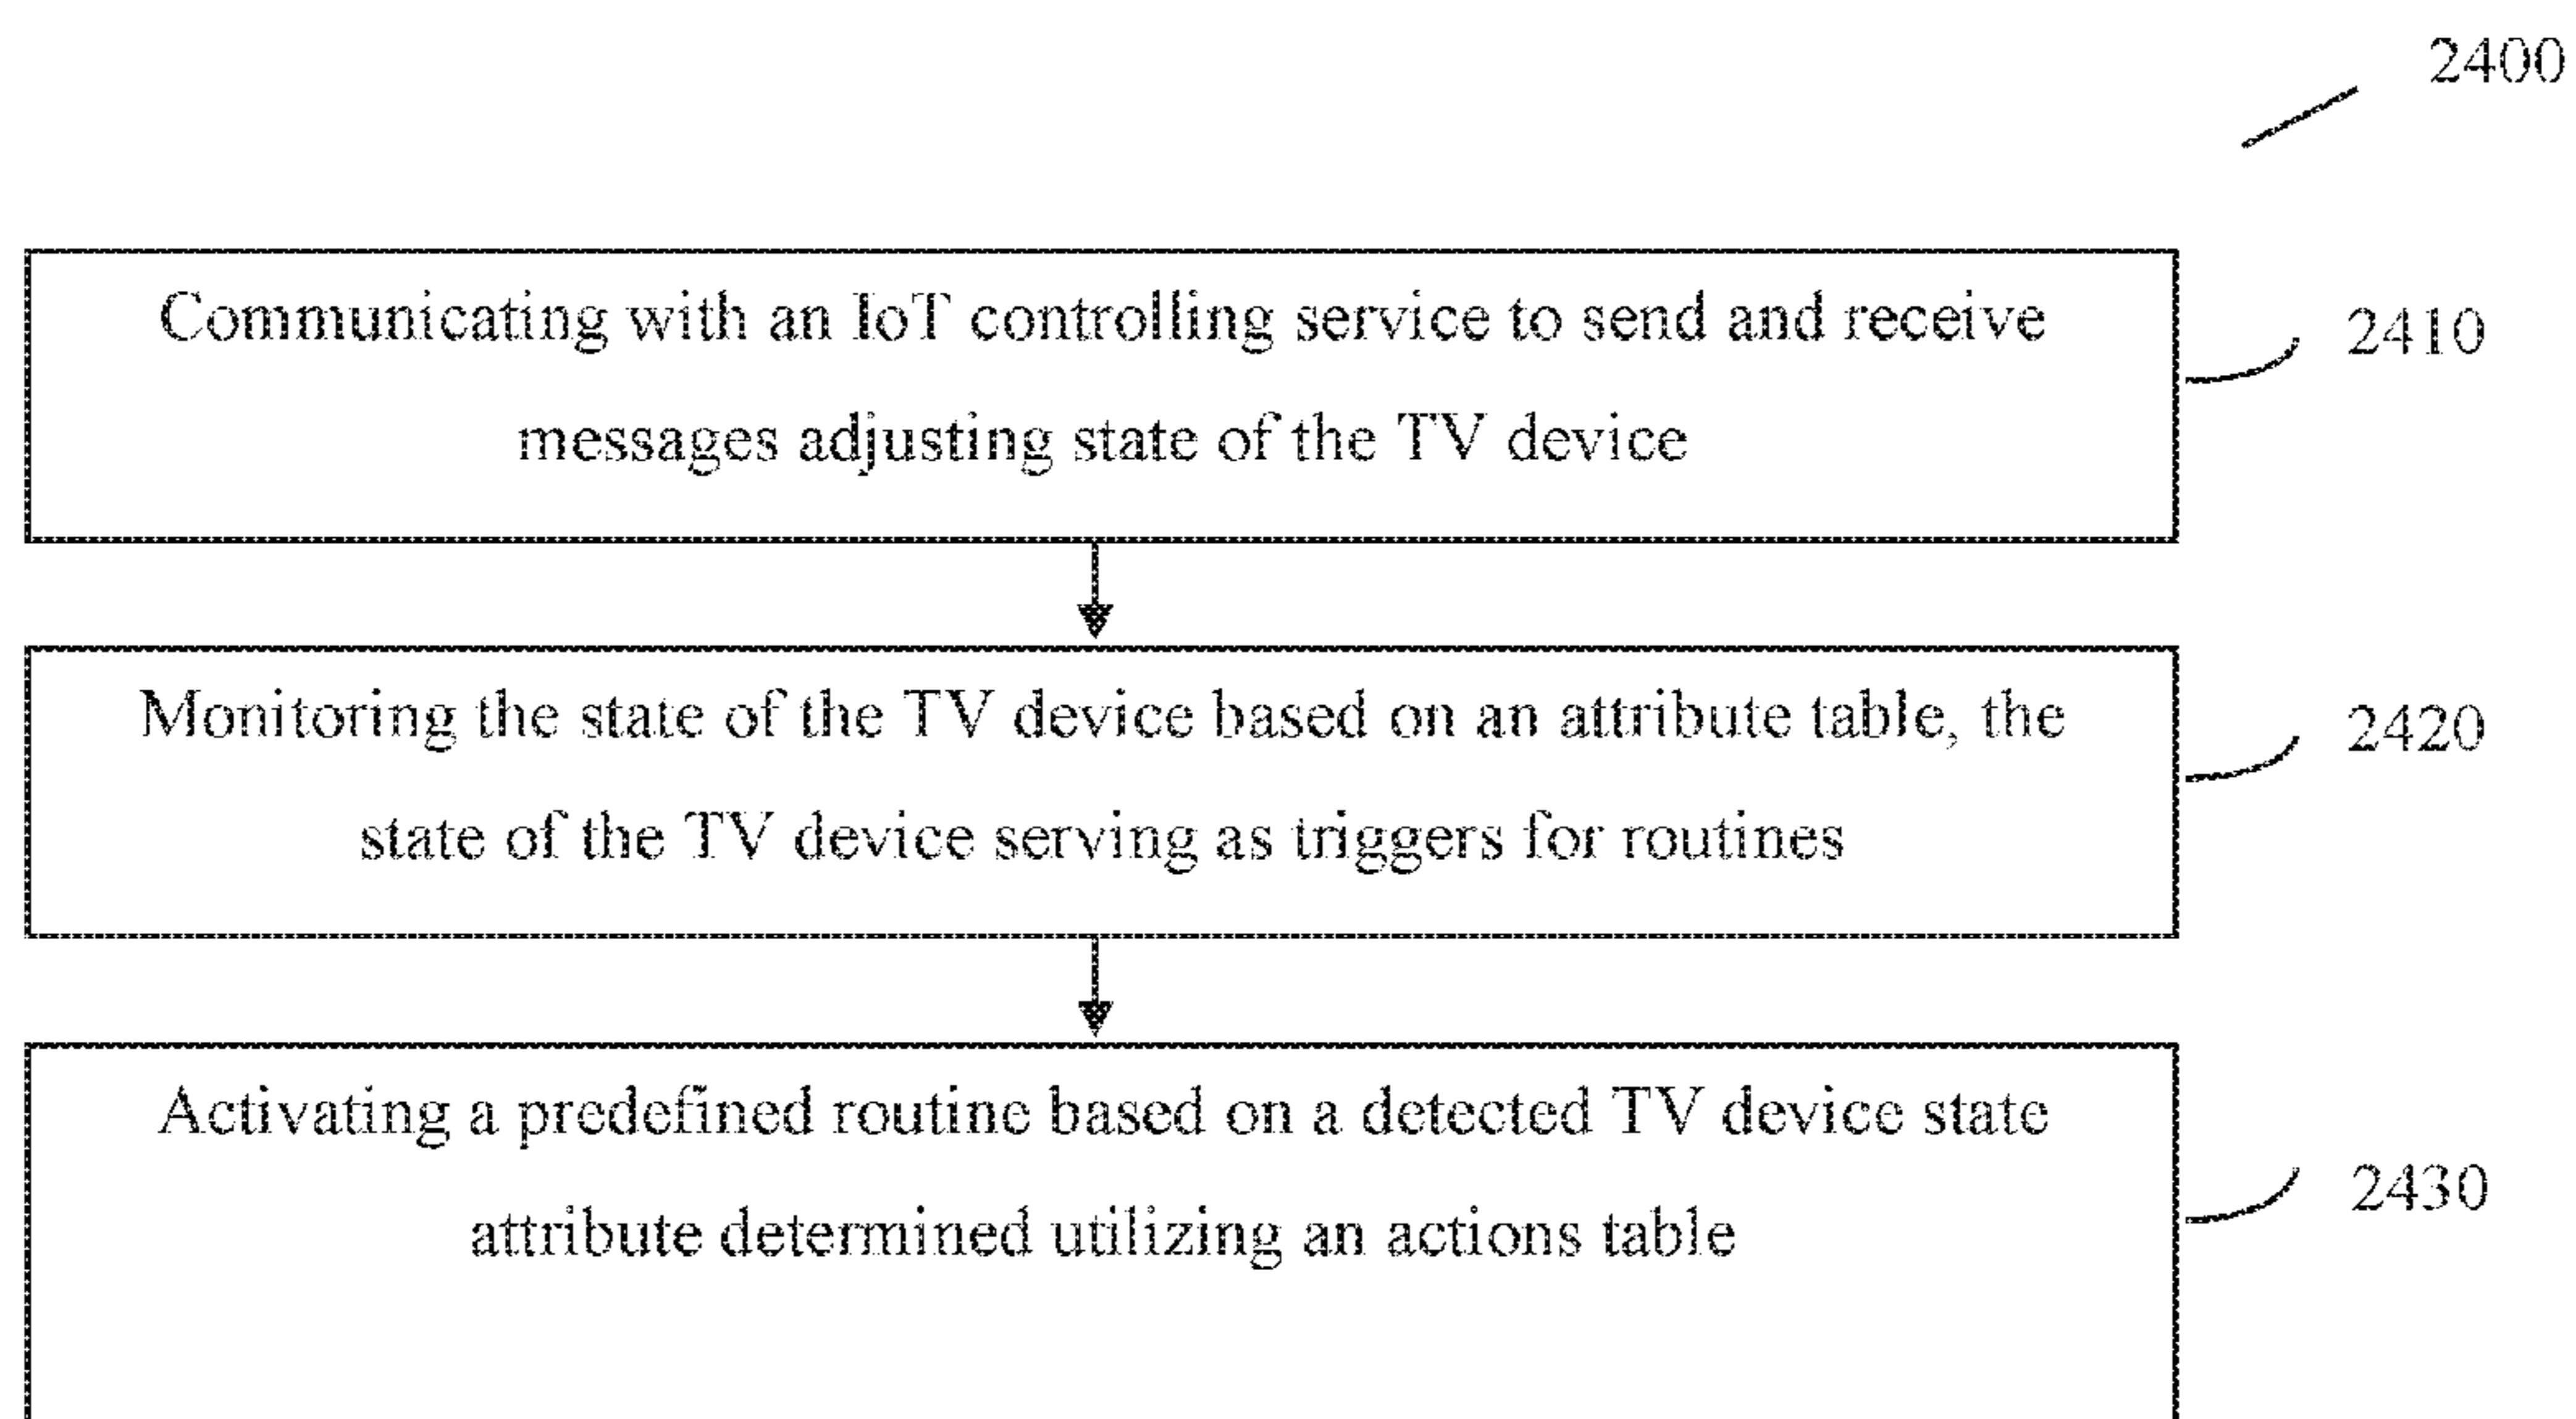 2400
Communicating with an IoT controlling service to send and receive
messages adjusting state of the TV device
2410
Monitoring the state of the TV device based on an attribute table, the
state of the TV device serving as triggers for routines
2420
Activating a predefined routine based on a detected TV device state
attribute determined utilizing an actions table
2430